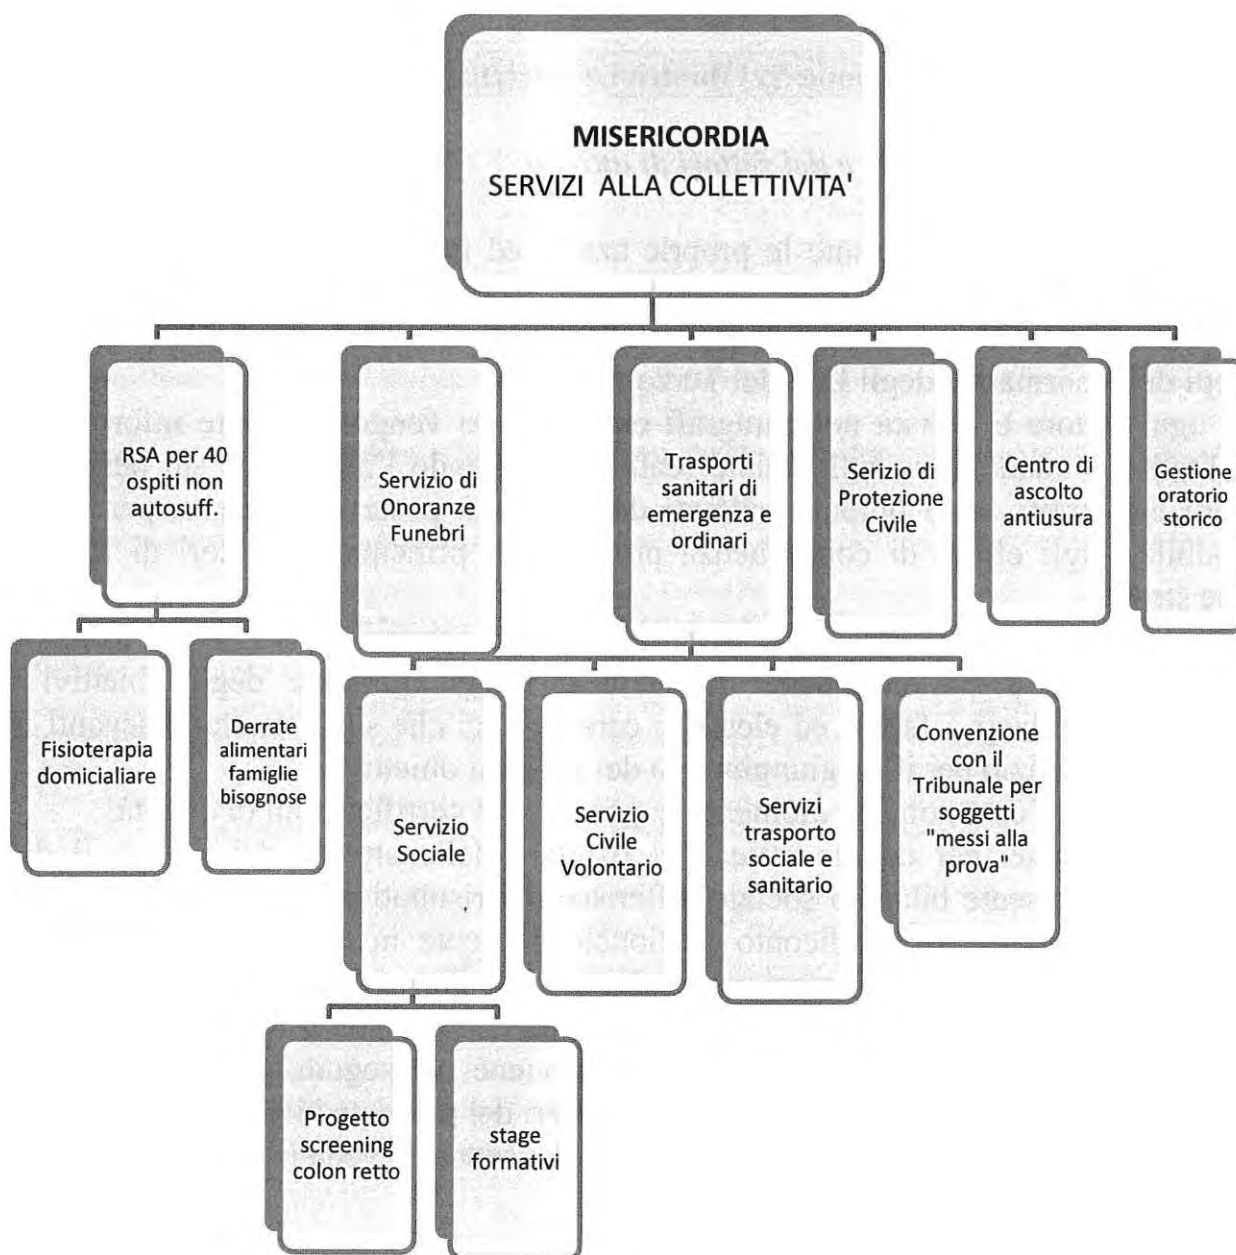 MISERICORDIA
SERVIZI ALLA COLLETTIVITA'
RSA per 40
ospiti non
autosuff.
Servizio di
Onoranze
Funebri
Trasporti
sanitari di
emergenza e
ordinari
Serizio di
Protezione
Civile
Centro di
ascolto
antiusura
Gestione
oratorio
storico
Fisioterapia
domicialiare
Derrate
alimentari
famiglie
bisognose
Servizio
Sociale
Servizio
Civile
Volontario
Servizi
trasporto
sociale e
sanitario
Convenzione
con il
Tribunale per
soggetti
"messi alla
prova"
Progetto
screening
colon retto
stage
formativi